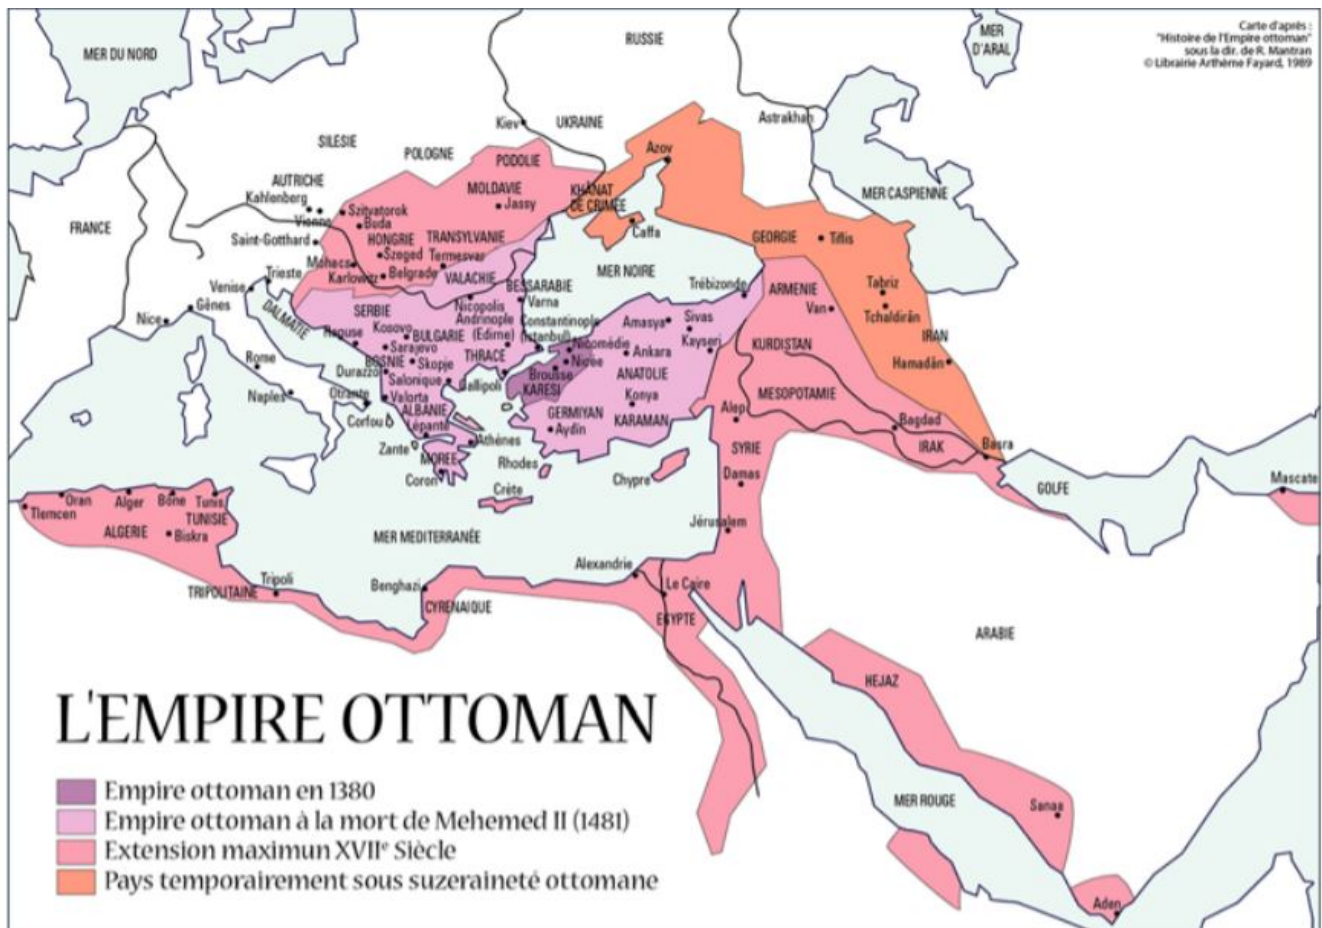 Carte d'après :
"Histoire de l'Empire ottoman"
sous la dir. de R. Mantran
© Librairie Arthème Fayard, 1989
MER DU NORD
RUSSIE
MER
D'ARAL
Kiev
UKRAINE
Astrakhan
SILESIE
POLOGNE
PODOLIE
Azov
AUTRICHE
Kahlenberg
MOLDAVIE
KHÂNAT
DE CRIMÉE
MER CASPIENNE
Vienne
Szitvatorok
Jassy
FRANCE
Buda
Caffa
Saint-Gotthard
HONGRIE
TRANSYLVANIE
GEORGIE
Tiflis
Szeged
Termesvar
Mohacs
Karlowitz
Belgrade
VALACHIE
MER NOIRE
Trieste
Venise
BESSARABIE
Trébizonde
ARMENIE
Tabriz
Gênes
DALMATIE
SERBIE
Nicopolis
Varna
Van
Nice
Andrinople
(Edirne)
Constantinople
(Istanbul)
Amasya
Sivas
Tchaldirân
Raguse
Kosovo
BULGARIE
Kayseri
KURDISTAN
IRAN
Sarajevo
Nicomédie
Ankara
Rome
BOSNIE
Skopje
THRACE
Nicée
Hamadân
Durazzo
Salonique
Gallipoli
Brousse
ANATOLIE
KARESI
Naples
Otrante
Valorta
Konya
MESOPOTAMIE
ALBANIE
GERMIYAN
Alep
Corfou
Lépante
Aydin
KARAMAN
Bagdad
Zante
Athénes
IRAK
Basra
MOREE
SYRIE
Coron
Rhodes
Chypre
Damas
GOLFE
Mascate
Crète
Oran
Alger
Bône
Tunis
Tlemcen
TUNISIE
ALGERIE
Biskra
Jérusalem
MER MEDITERRANÉE
Alexandrie
Tripoli
Benghazi
Le Caire
TRIPOLITAINE
CYRENAIQUE
EGYPTE
ARABIE
HEJAZ
L'EMPIRE OTTOMAN
Empire ottoman en 1380
Empire ottoman à la mort de Mehemed II (1481)
Extension maximun XVIIe Siècle
Pays temporairement sous suzeraineté ottomane
MER ROUGE
Sanaa
Aden